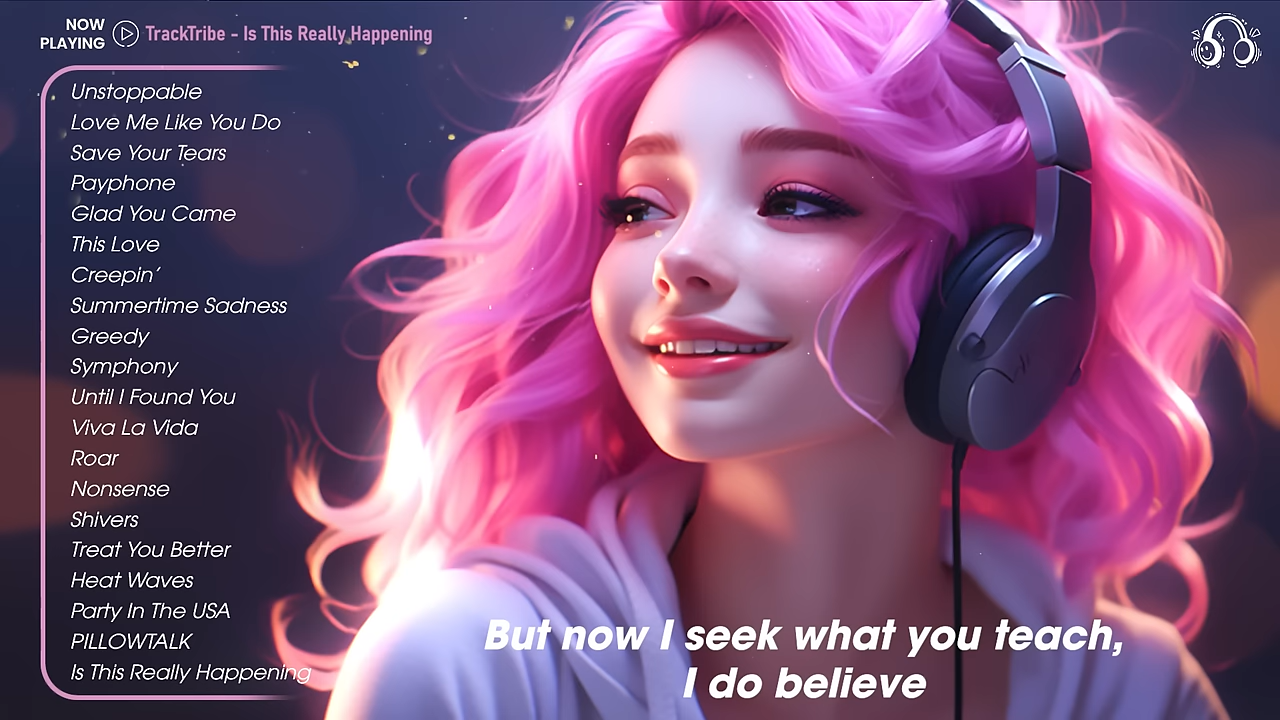 NOW
PLAYING
TrackTribe - Is This Really Happening
Unstoppable
Love Me Like You Do
Save Your Tears
Payphone
Glad You Came
This Love
Creepin’
Summertime Sadness
Greedy
Symphony
Until I Found You
Viva La Vida
Roar
Nonsense
Shivers
Treat You Better
Heat Waves
Party In The USA
PILLOWTALK
Is This Really Happening
But now I seek what you teach,
I do believe